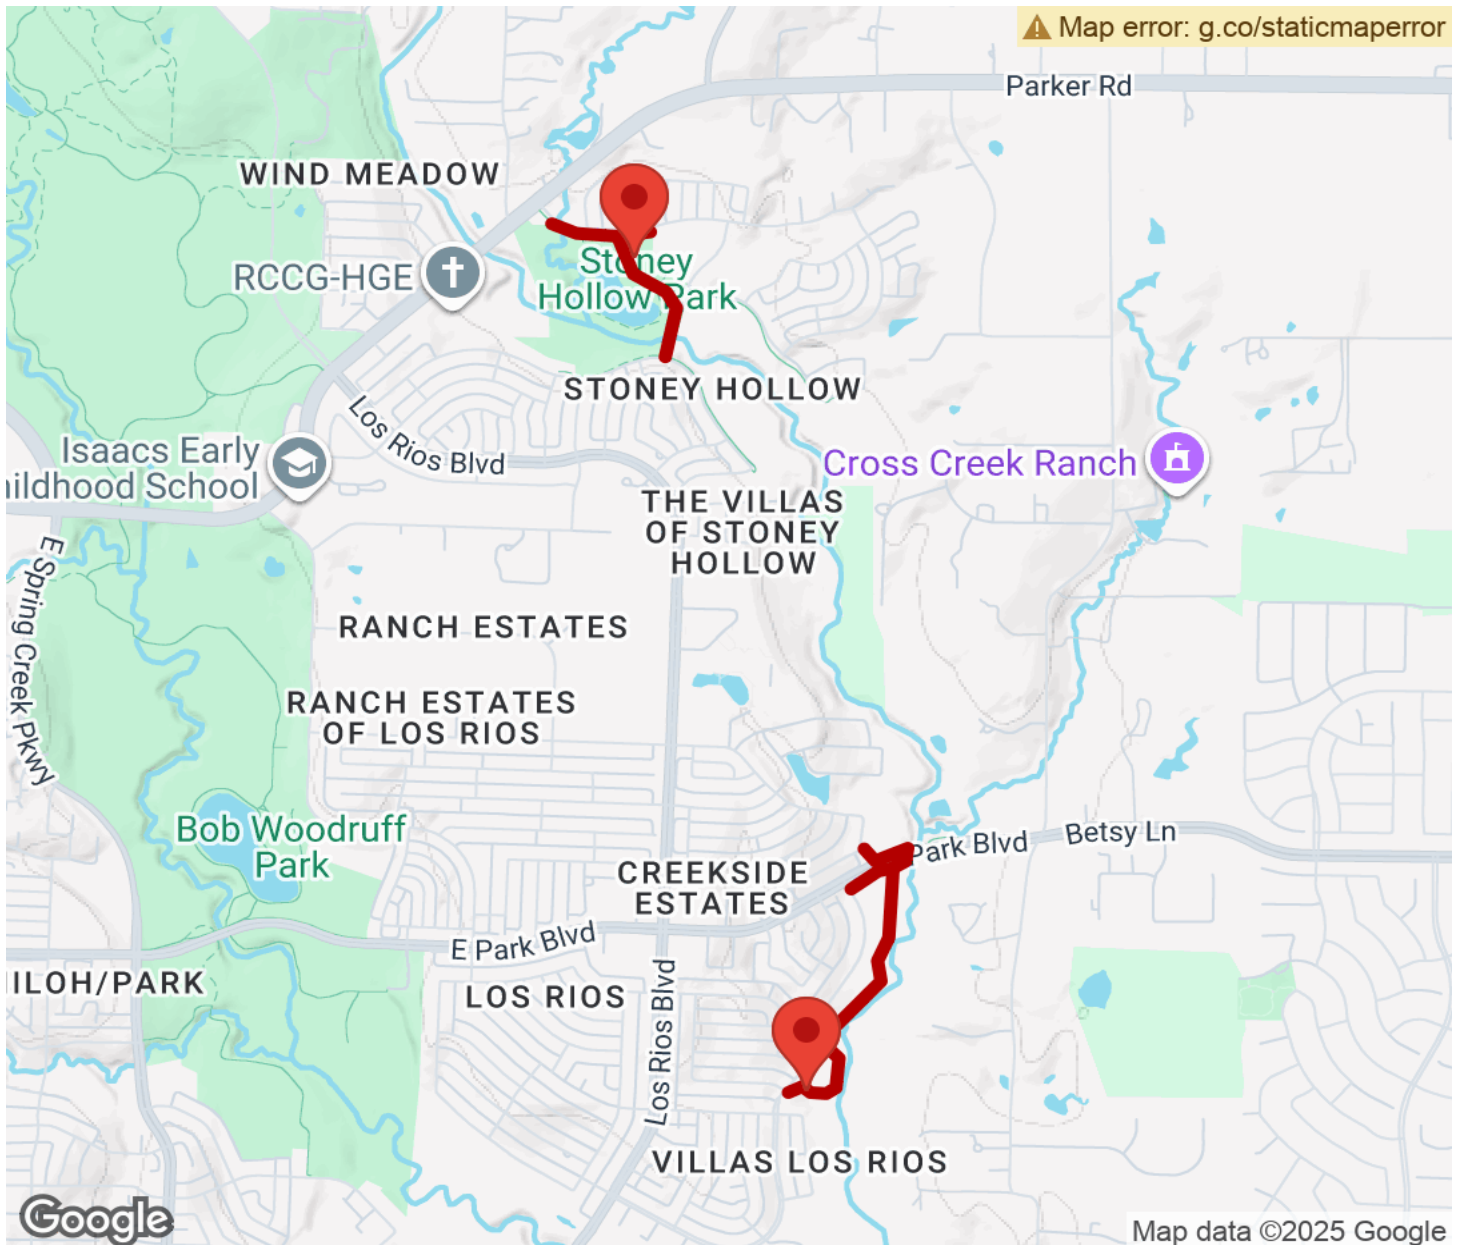 Map error: g.co/staticmaperror
Parker Rd
WIND MEADOW
RCCG-HGE
Stoney
Hollow Park
STONEY HOLLOW
Los Rios Blvd
Isaacs Early
hildhood School
Cross Creek Ranch
THE VILLAS
OF STONEY
HOLLOW
E Spring Creek Pkwy
RANCH ESTATES
RANCH ESTATES
OF LOS RIOS
Bob Woodruff
Park
Park Blvd
Betsy Ln
CREEKSIDE
ESTATES
E Park Blvd
ILOH/PARK
LOS RIOS
Los Rios Blvd
VILLAS LOS RIOS
Google
Map data ©2025 Google